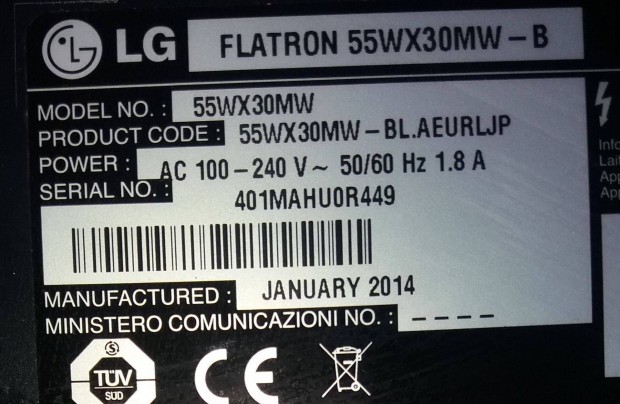 LG FLATRON 55WX30MW – B
MODEL NO. : 55WX30MW
PRODUCT CODE : 55WX30MW – BL.AEURLJP
POWER : AC 100 – 240 V ~ 50/60 Hz 1.8 A
SERIAL NO. : 401MAHU0R449
MANUFACTURED : JANUARY 2014
MINISTERO COMUNICAZIONI NO. : – – – –
S
TÜV
SÜD
CE